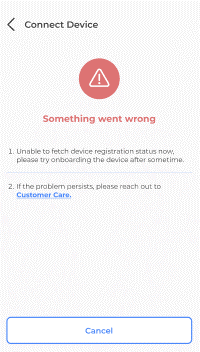 Connect Device
Something went wrong
1. Unable to fetch device registration status now,
please try onboarding the device after sometime.
2. If the problem persists, please reach out to
Customer Care.
Cancel